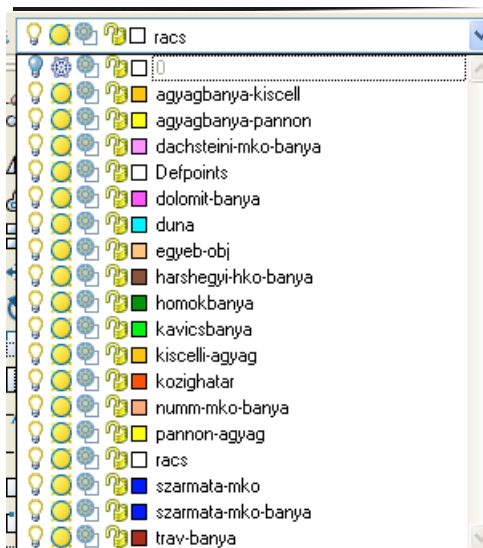 racs
0
agyagbanya-kiscell
agyagbanya-pannon
dachsteini-mko-banya
Defpoints
dolomit-banya
duna
egyeb-obj
harshegyi-hko-banya
homokbanya
kavicsbanya
kiscelli-agyag
kozighatar
numm-mko-banya
pannon-agyag
racs
szarmata-mko
szarmata-mko-banya
trav-banya